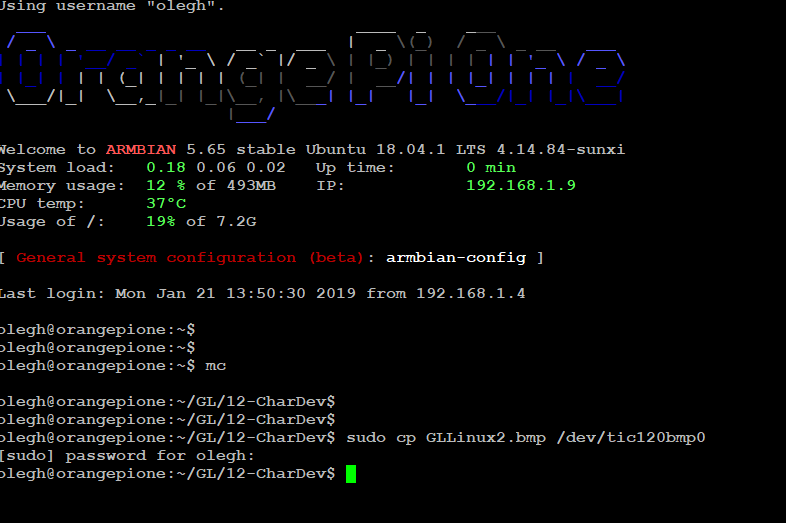 Using username "olegh".
OrangePiOne
Welcome to ARMBIAN 5.65 stable Ubuntu 18.04.1 LTS 4.14.84-sunxi
System load: 0.18 0.06 0.02 Up time: 0 min
Memory usage: 12 % of 493MB IP: 192.168.1.9
CPU temp: 37°C
Usage of /: 19% of 7.2G
[ General system configuration (beta): armbian-config ]
Last login: Mon Jan 21 13:50:30 2019 from 192.168.1.4
olegh@orangepione:~$
olegh@orangepione:~$
olegh@orangepione:~$ mc
olegh@orangepione:~/GL/12-CharDev$
olegh@orangepione:~/GL/12-CharDev$
olegh@orangepione:~/GL/12-CharDev$ sudo cp GLLinux2.bmp /dev/tic120bmp0
[sudo] password for olegh:
olegh@orangepione:~/GL/12-CharDev$